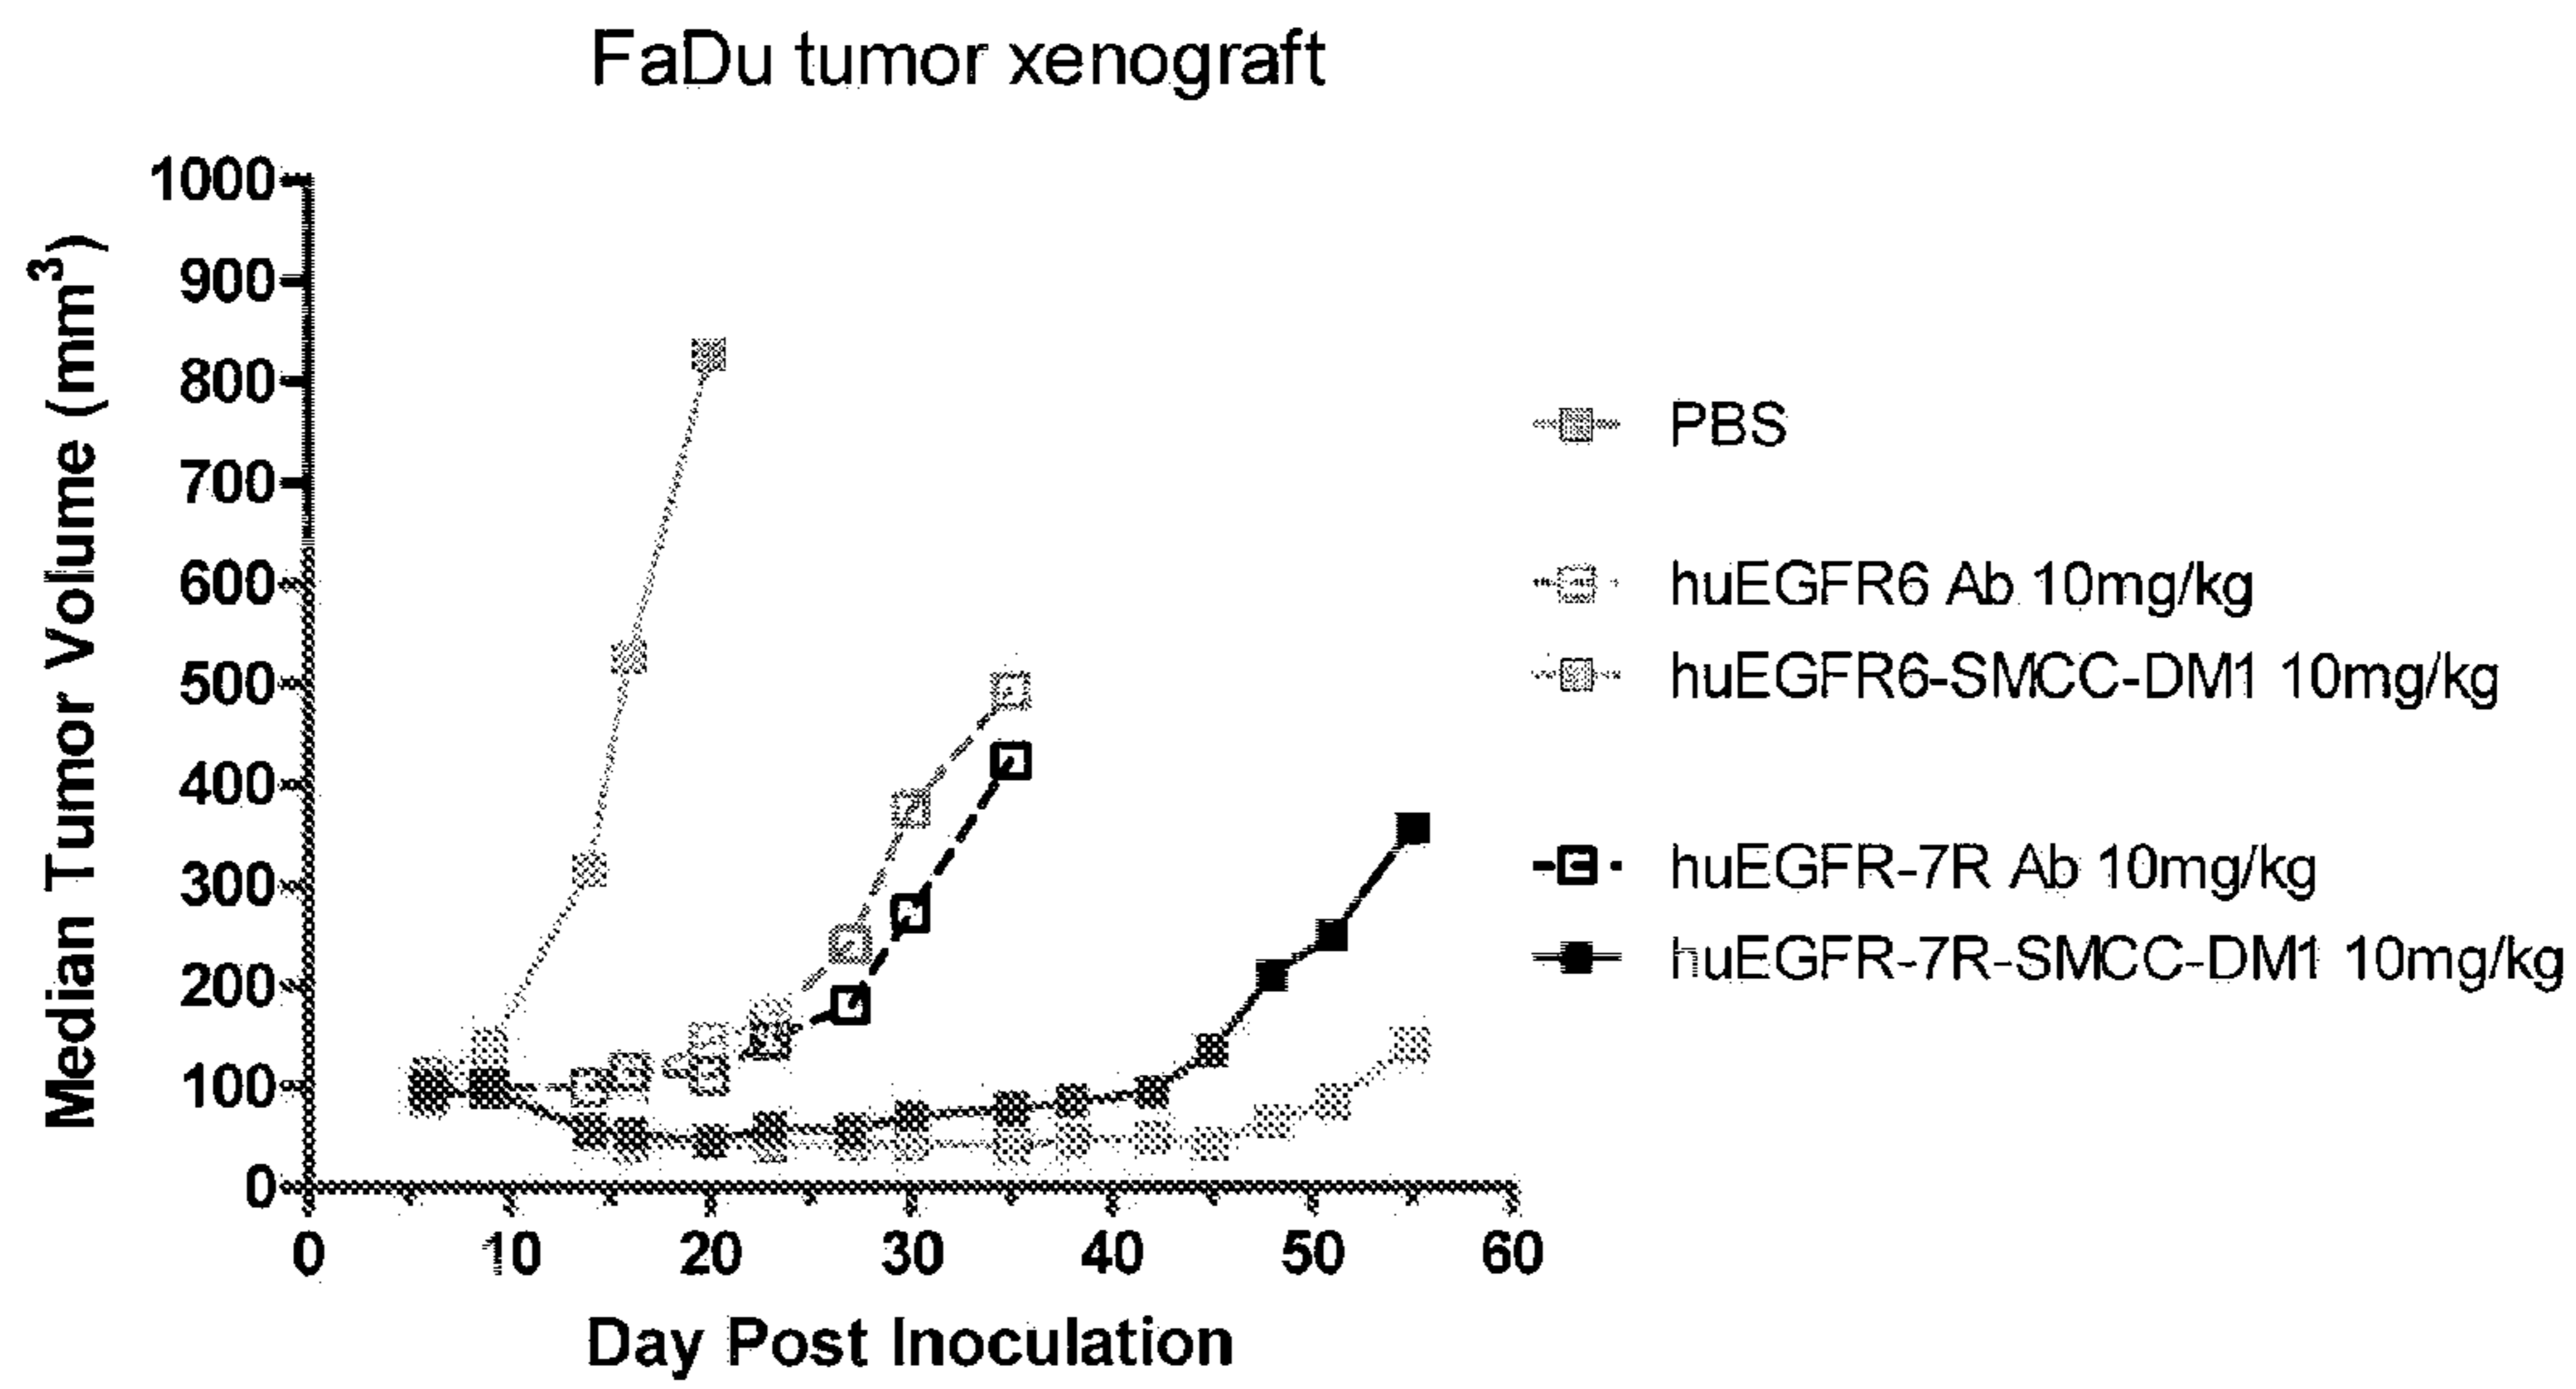 FaDu tumor xenograft
Median Tumor Volume (mm³)
1000
900
800
700
600
500
400
300
200
100
0
0 10 20 30 40 50 60
Day Post Inoculation
PBS
huEGFR6 Ab 10mg/kg
huEGFR6-SMCC-DM1 10mg/kg
huEGFR-7R Ab 10mg/kg
huEGFR-7R-SMCC-DM1 10mg/kg